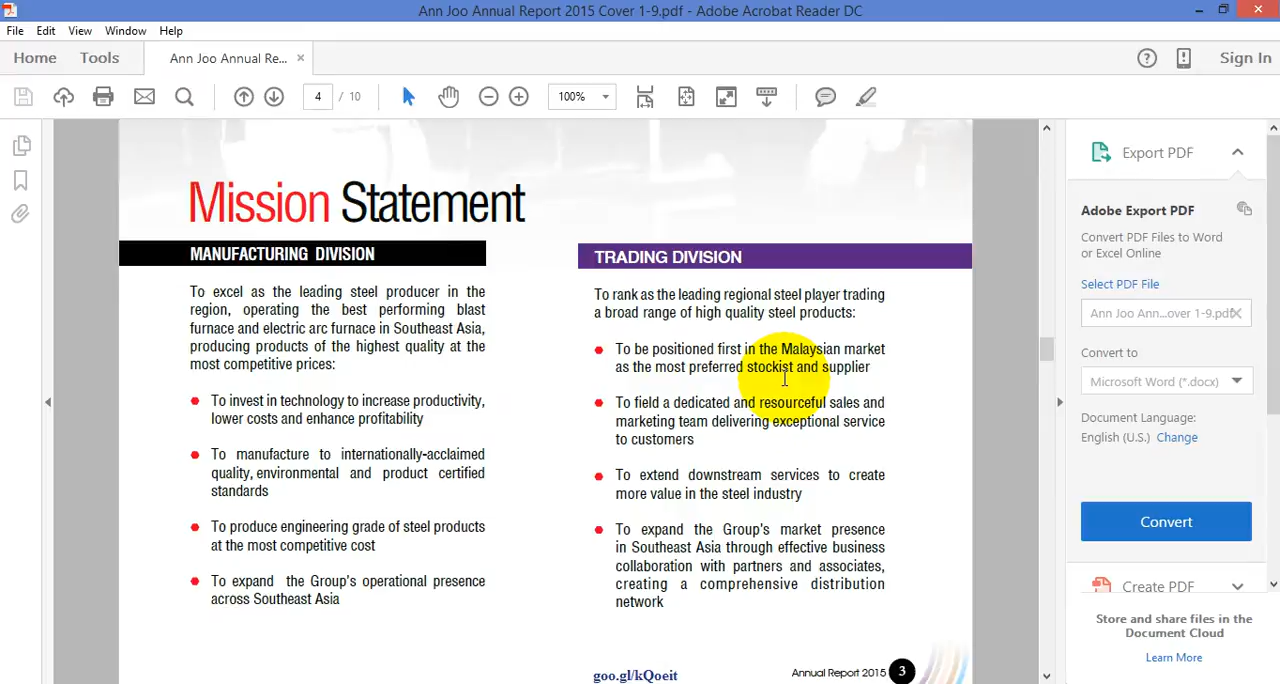 Ann Joo Annual Report 2015 Cover 1-9.pdf - Adobe Acrobat Reader DC
File Edit View Window Help
Home Tools Ann Joo Annual Re... × Sign In
4 / 10 100%
Mission Statement
MANUFACTURING DIVISION
To excel as the leading steel producer in the
region, operating the best performing blast
furnace and electric arc furnace in Southeast Asia,
producing products of the highest quality at the
most competitive prices:
To invest in technology to increase productivity,
lower costs and enhance profitability
To manufacture to internationally-acclaimed
quality, environmental and product certified
standards
To produce engineering grade of steel products
at the most competitive cost
To expand the Group's operational presence
across Southeast Asia
TRADING DIVISION
To rank as the leading regional steel player trading
a broad range of high quality steel products:
To be positioned first in the Malaysian market
as the most preferred stockist and supplier
To field a dedicated and resourceful sales and
marketing team delivering exceptional service
to customers
To extend downstream services to create
more value in the steel industry
To expand the Group's market presence
in Southeast Asia through effective business
collaboration with partners and associates,
creating a comprehensive distribution
network
goo.gl/kQoeit
Annual Report 2015 3
Export PDF
Adobe Export PDF
Convert PDF Files to Word
or Excel Online
Select PDF File
Ann Joo Ann...over 1-9.pdf
Convert to
Microsoft Word (*.docx)
Document Language:
English (U.S.) Change
Convert
Create PDF
Store and share files in the
Document Cloud
Learn More